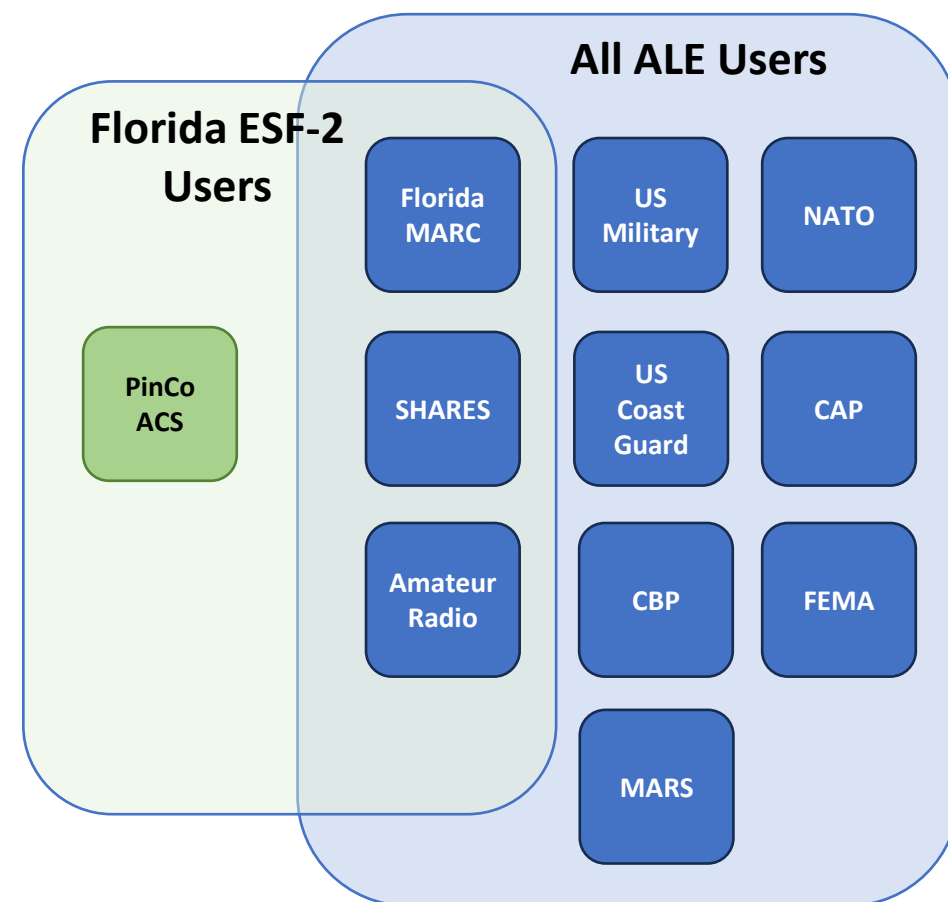 All ALE Users
Florida ESF-2
Users
Florida
MARC
US
Military
NATO
PinCo
ACS
SHARES
US
Coast
Guard
CAP
Amateur
Radio
CBP
FEMA
MARS